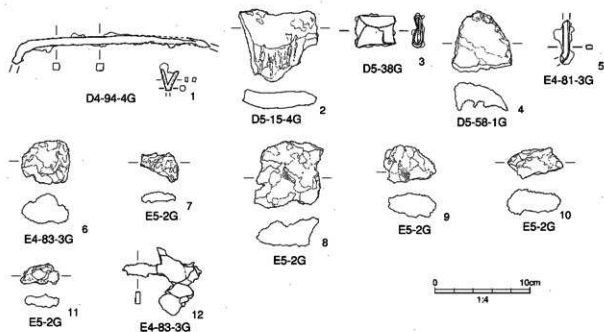 D4-94-4G
1
D5-15-4G
2
D5-38G
3
D5-58-1G
4
E4-81-3G
5
E4-83-3G
6
E5-2G
7
E5-2G
8
E5-2G
9
E5-2G
10
E5-2G
11
E4-83-3G
12
0 10cm
1:4